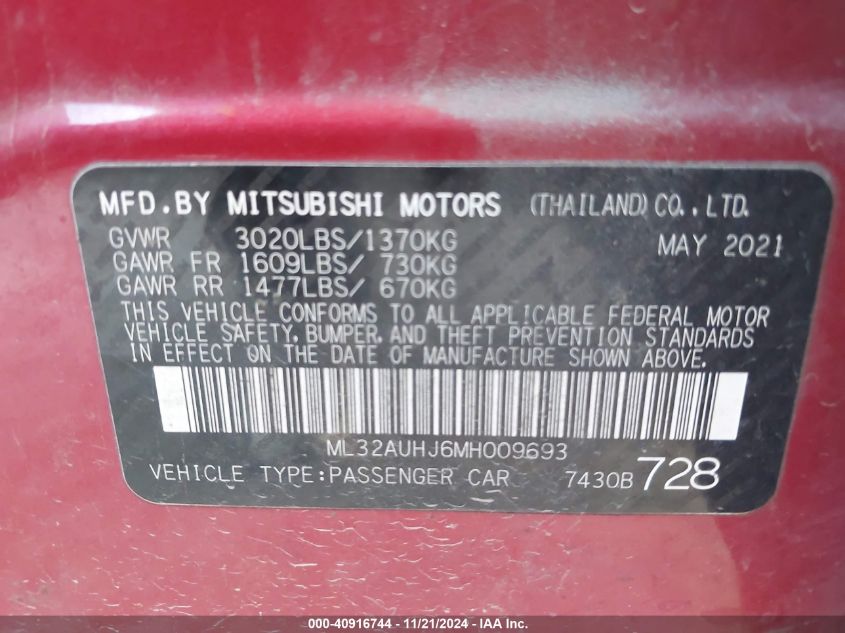 MFD.BY MITSUBISHI MOTORS (THAILAND)CO.,LTD.
GVWR 3020LBS/1370KG MAY 2021
GAWR FR 1609LBS/ 730KG
GAWR RR 1477LBS/ 670KG
THIS VEHICLE CONFORMS TO ALL APPLICABLE FEDERAL MOTOR
VEHICLE SAFETY, BUMPER, AND THEFT PREVENTION STANDARDS
IN EFFECT ON THE DATE OF MANUFACTURE SHOWN ABOVE.
ML32AUHJ6MH009693
VEHICLE TYPE:PASSENGER CAR 7430B 728
000-40916744 - 11/21/2024 - IAA Inc.